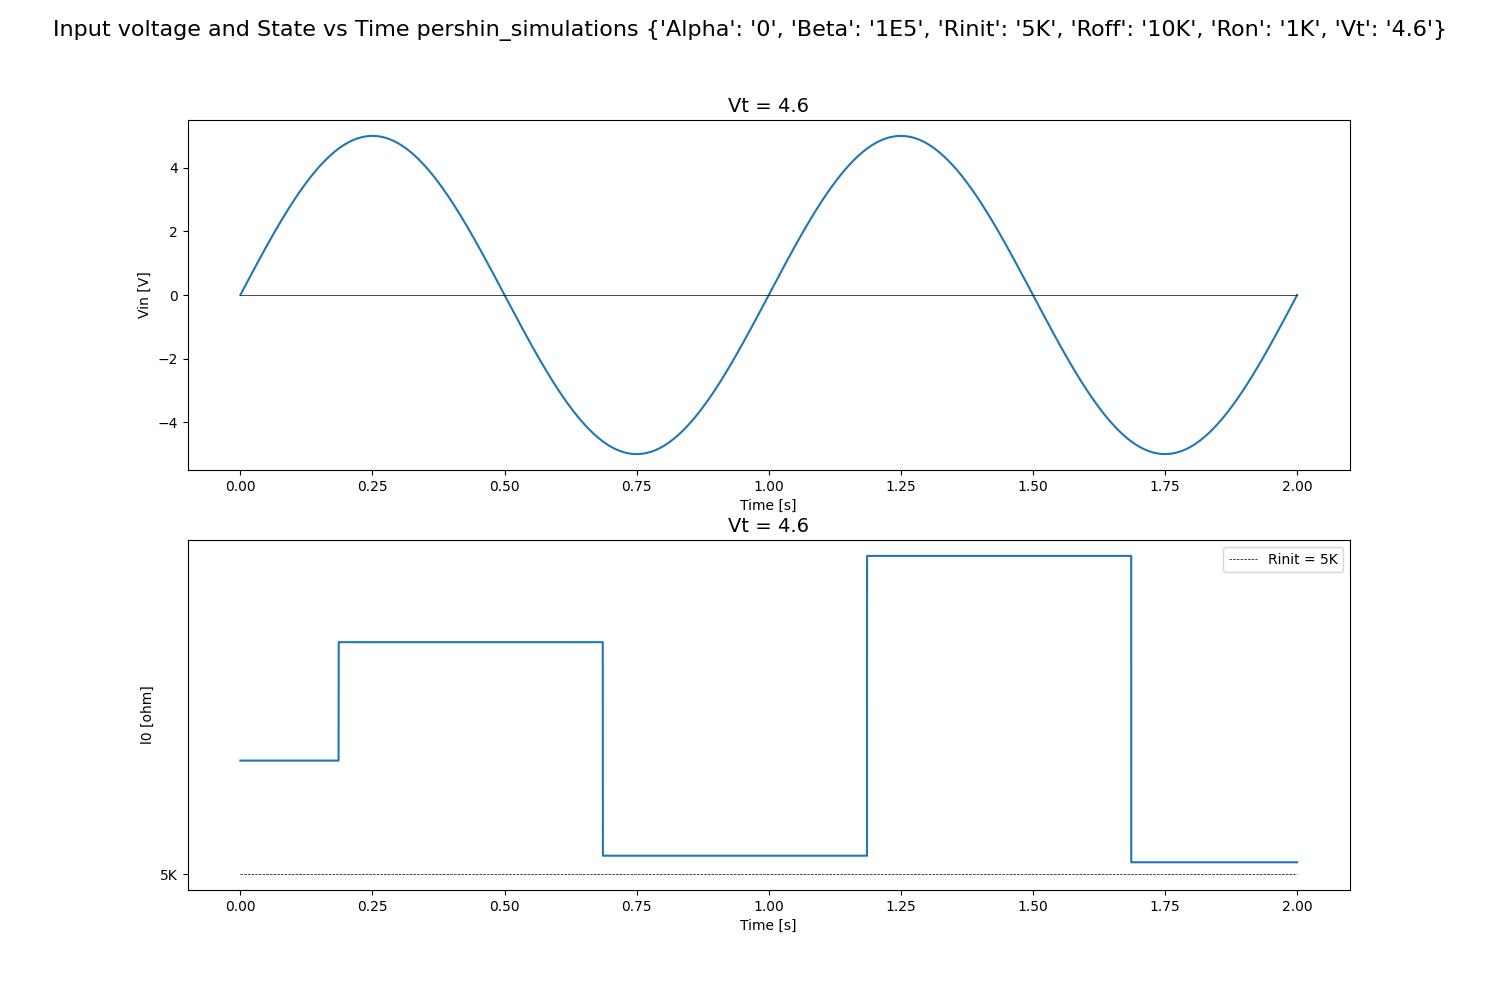 Input voltage and State vs Time pershin_simulations {'Alpha': '0', 'Beta': '1E5', 'Rinit': '5K', 'Roff': '10K', 'Ron': '1K', 'Vt': '4.6'}
Vt = 4.6
4
2
0
−2
−4
Vin [V]
0.00 0.25 0.50 0.75 1.00 1.25 1.50 1.75 2.00
Time [s]
Vt = 4.6
Rinit = 5K
l0 [ohm]
5K
0.00 0.25 0.50 0.75 1.00 1.25 1.50 1.75 2.00
Time [s]